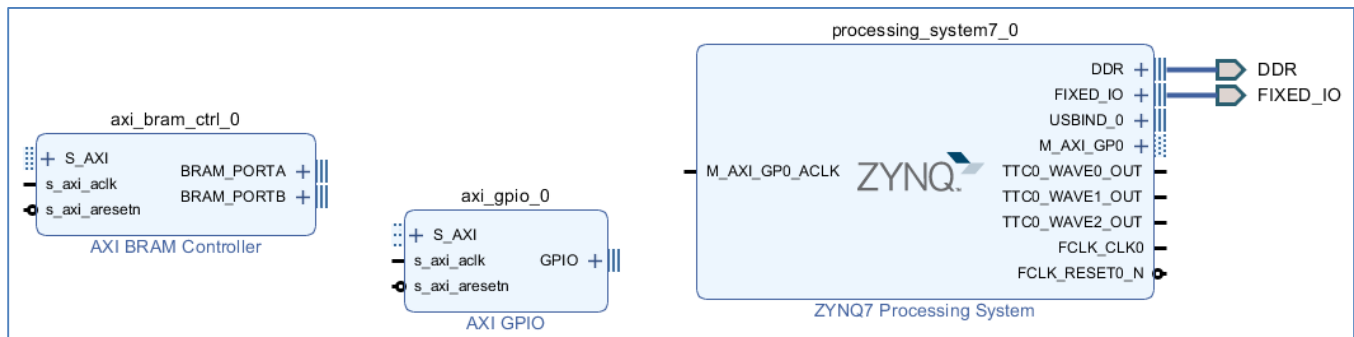 axi_bram_ctrl_0
S_AXI
s_axi_aclk
s_axi_aresetn
BRAM_PORTA
BRAM_PORTB
AXI BRAM Controller
axi_gpio_0
S_AXI
s_axi_aclk
s_axi_aresetn
GPIO
AXI GPIO
processing_system7_0
M_AXI_GP0_ACLK
ZYNQ™
DDR
FIXED_IO
USBIND_0
M_AXI_GP0
TTC0_WAVE0_OUT
TTC0_WAVE1_OUT
TTC0_WAVE2_OUT
FCLK_CLK0
FCLK_RESET0_N
ZYNQ7 Processing System
DDR
FIXED_IO